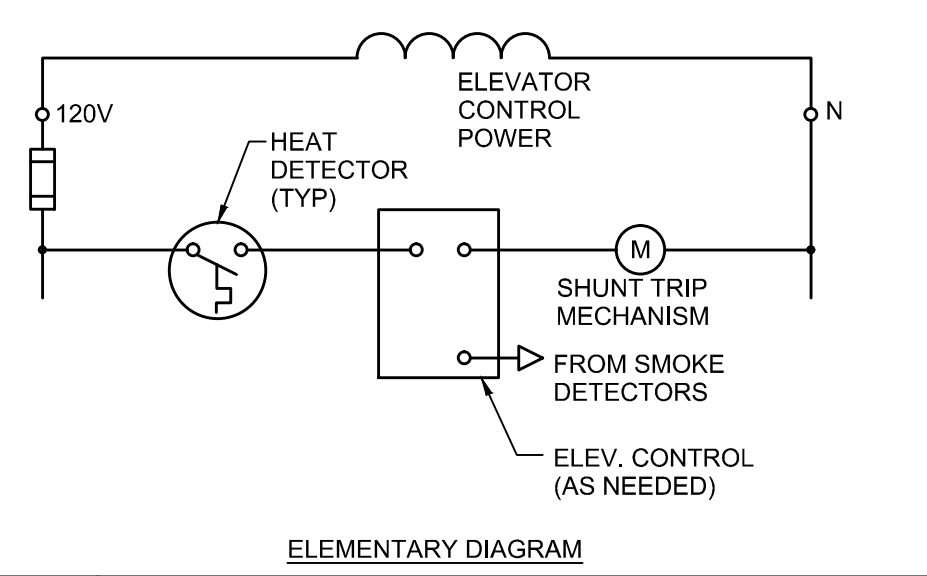 ELEVATOR
CONTROL
POWER
120V
N
HEAT
DETECTOR
(TYP)
M
SHUNT TRIP
MECHANISM
FROM SMOKE
DETECTORS
ELEV. CONTROL
(AS NEEDED)
ELEMENTARY DIAGRAM